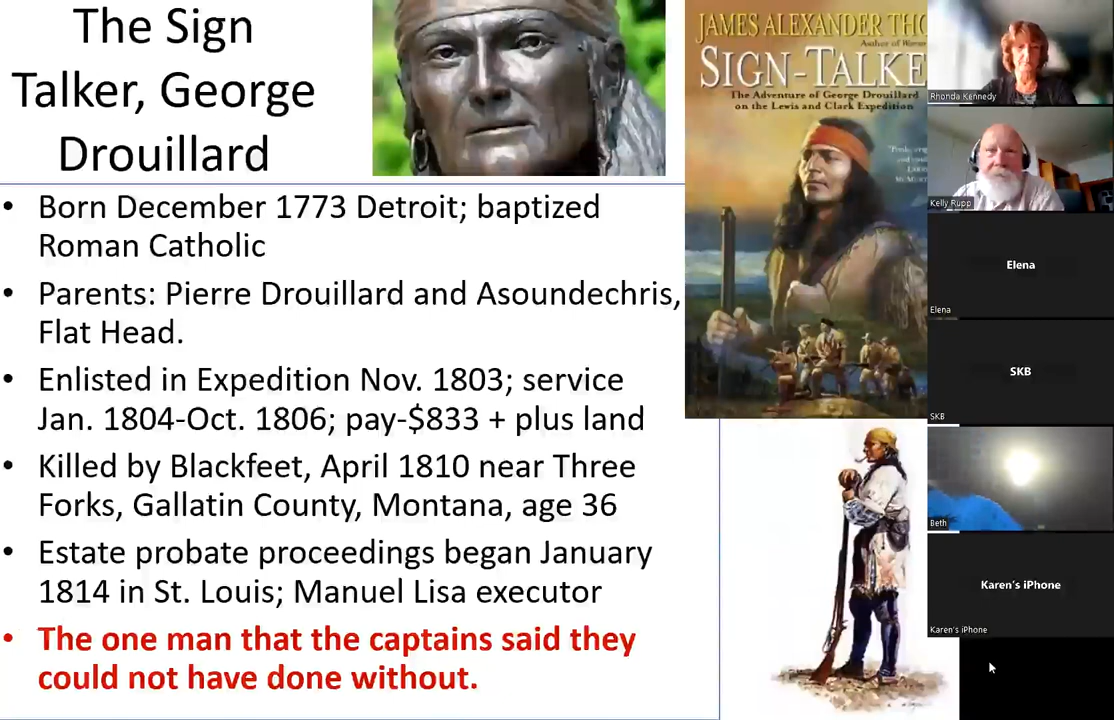 The Sign
Talker, George
Drouillard
• Born December 1773 Detroit; baptized
Roman Catholic
• Parents: Pierre Drouillard and Asoundechris,
Flat Head.
• Enlisted in Expedition Nov. 1803; service
Jan. 1804-Oct. 1806; pay-$833 + plus land
• Killed by Blackfeet, April 1810 near Three
Forks, Gallatin County, Montana, age 36
• Estate probate proceedings began January
1814 in St. Louis; Manuel Lisa executor
• The one man that the captains said they
could not have done without.
JAMES ALEXANDER THO
Author of
SIGN-TALKE
The Adventure of George Drouillard
on the Lewis and Clark Expedition
Rhonda Kennedy
Kelly Rupp
Elena
Elena
SKB
SKB
Beth
Karen's iPhone
Karen's iPhone